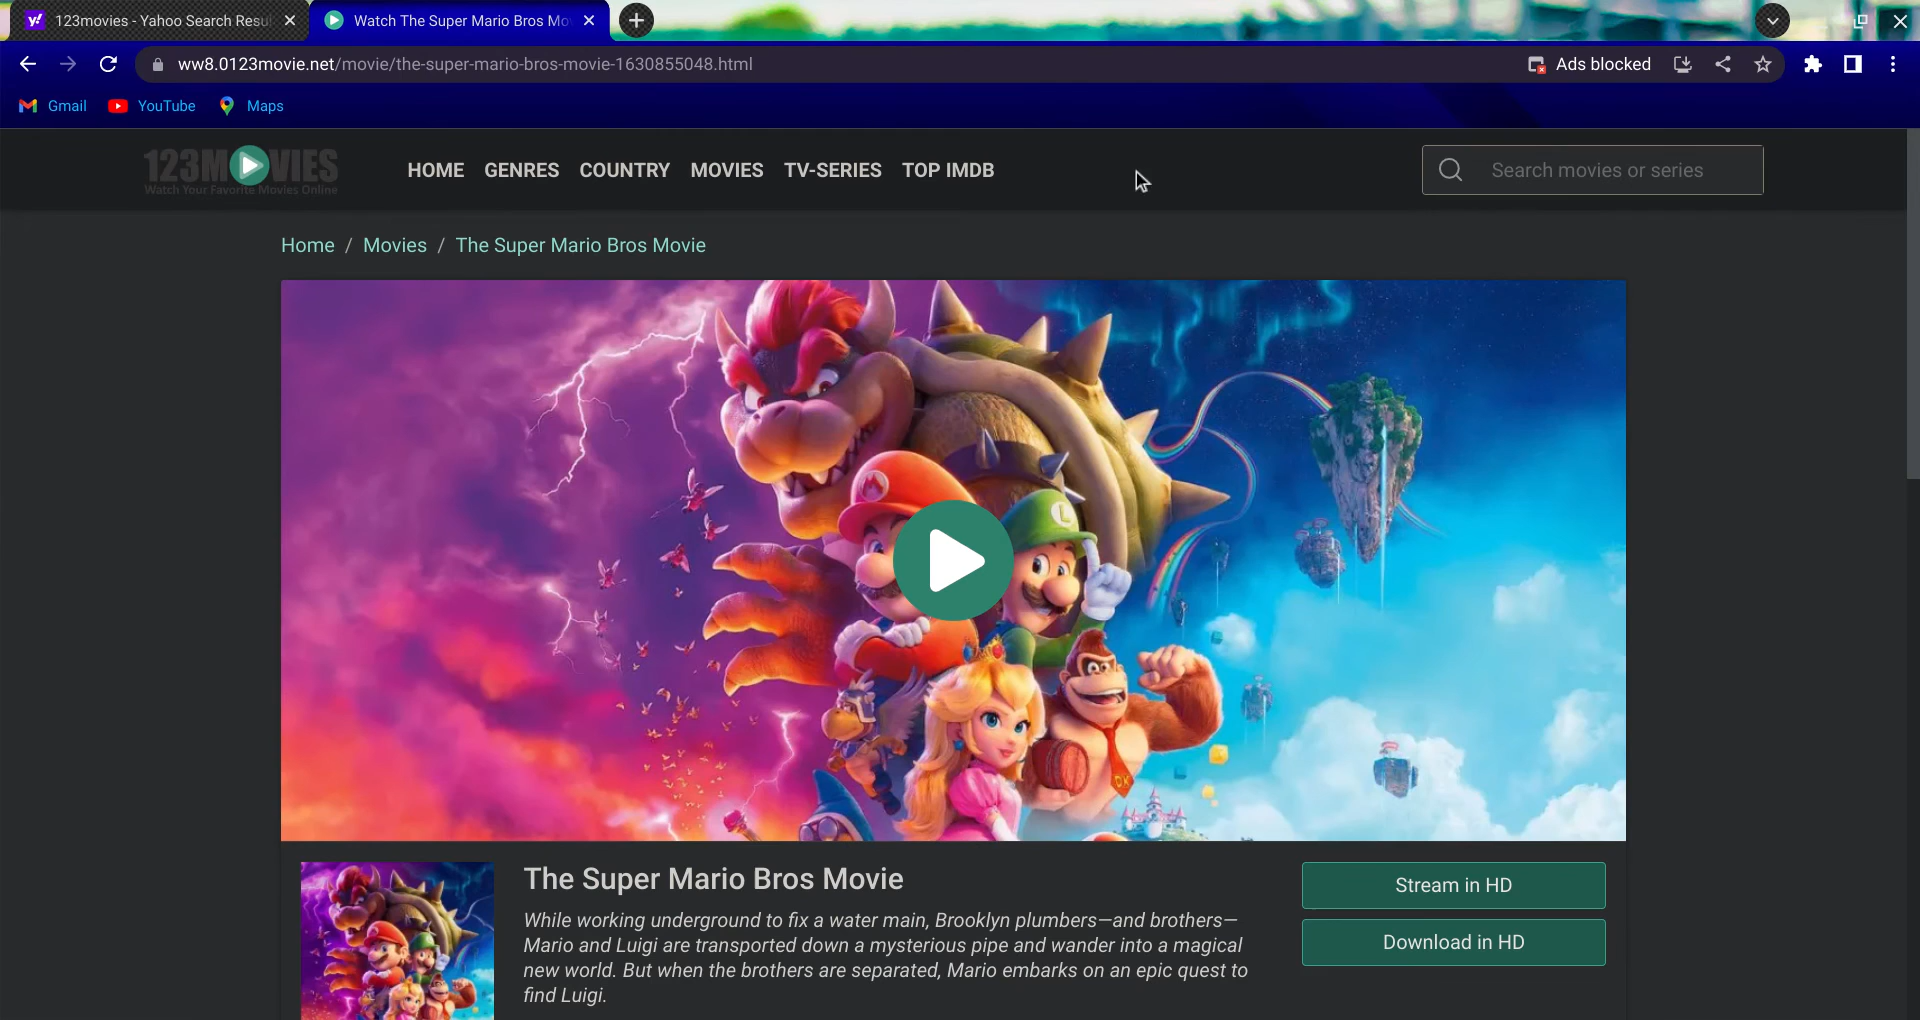 123movies - Yahoo Search Resu
Watch The Super Mario Bros Mo
ww8.0123movie.net/movie/the-super-mario-bros-movie-1630855048.html
Ads blocked
Gmail
YouTube
Maps
123MOVIES
Watch Your Favorite Movies Online
HOME GENRES COUNTRY MOVIES TV-SERIES TOP IMDB
Search movies or series
Home / Movies / The Super Mario Bros Movie
L
DK
The Super Mario Bros Movie
While working underground to fix a water main, Brooklyn plumbers—and brothers—
Mario and Luigi are transported down a mysterious pipe and wander into a magical
new world. But when the brothers are separated, Mario embarks on an epic quest to
find Luigi.
Stream in HD
Download in HD